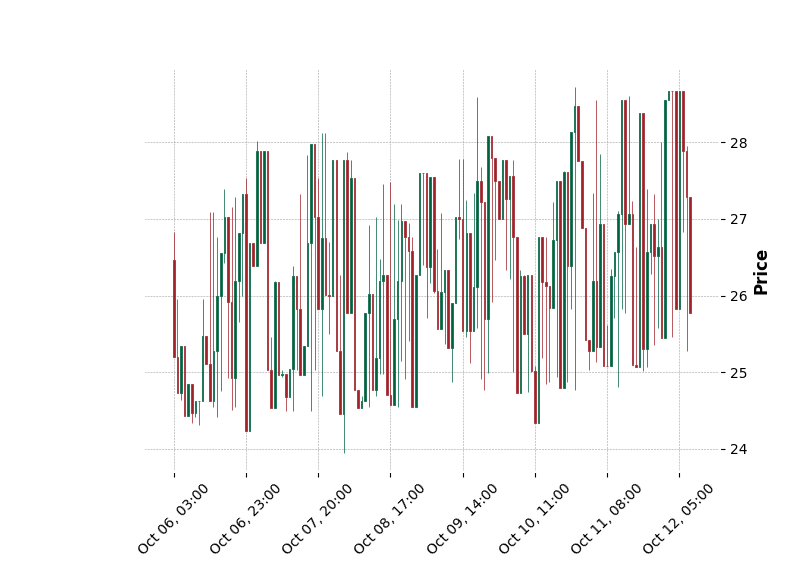 28
27
26
25
24
Price
Oct 06, 03:00
Oct 06, 23:00
Oct 07, 20:00
Oct 08, 17:00
Oct 09, 14:00
Oct 10, 11:00
Oct 11, 08:00
Oct 12, 05:00